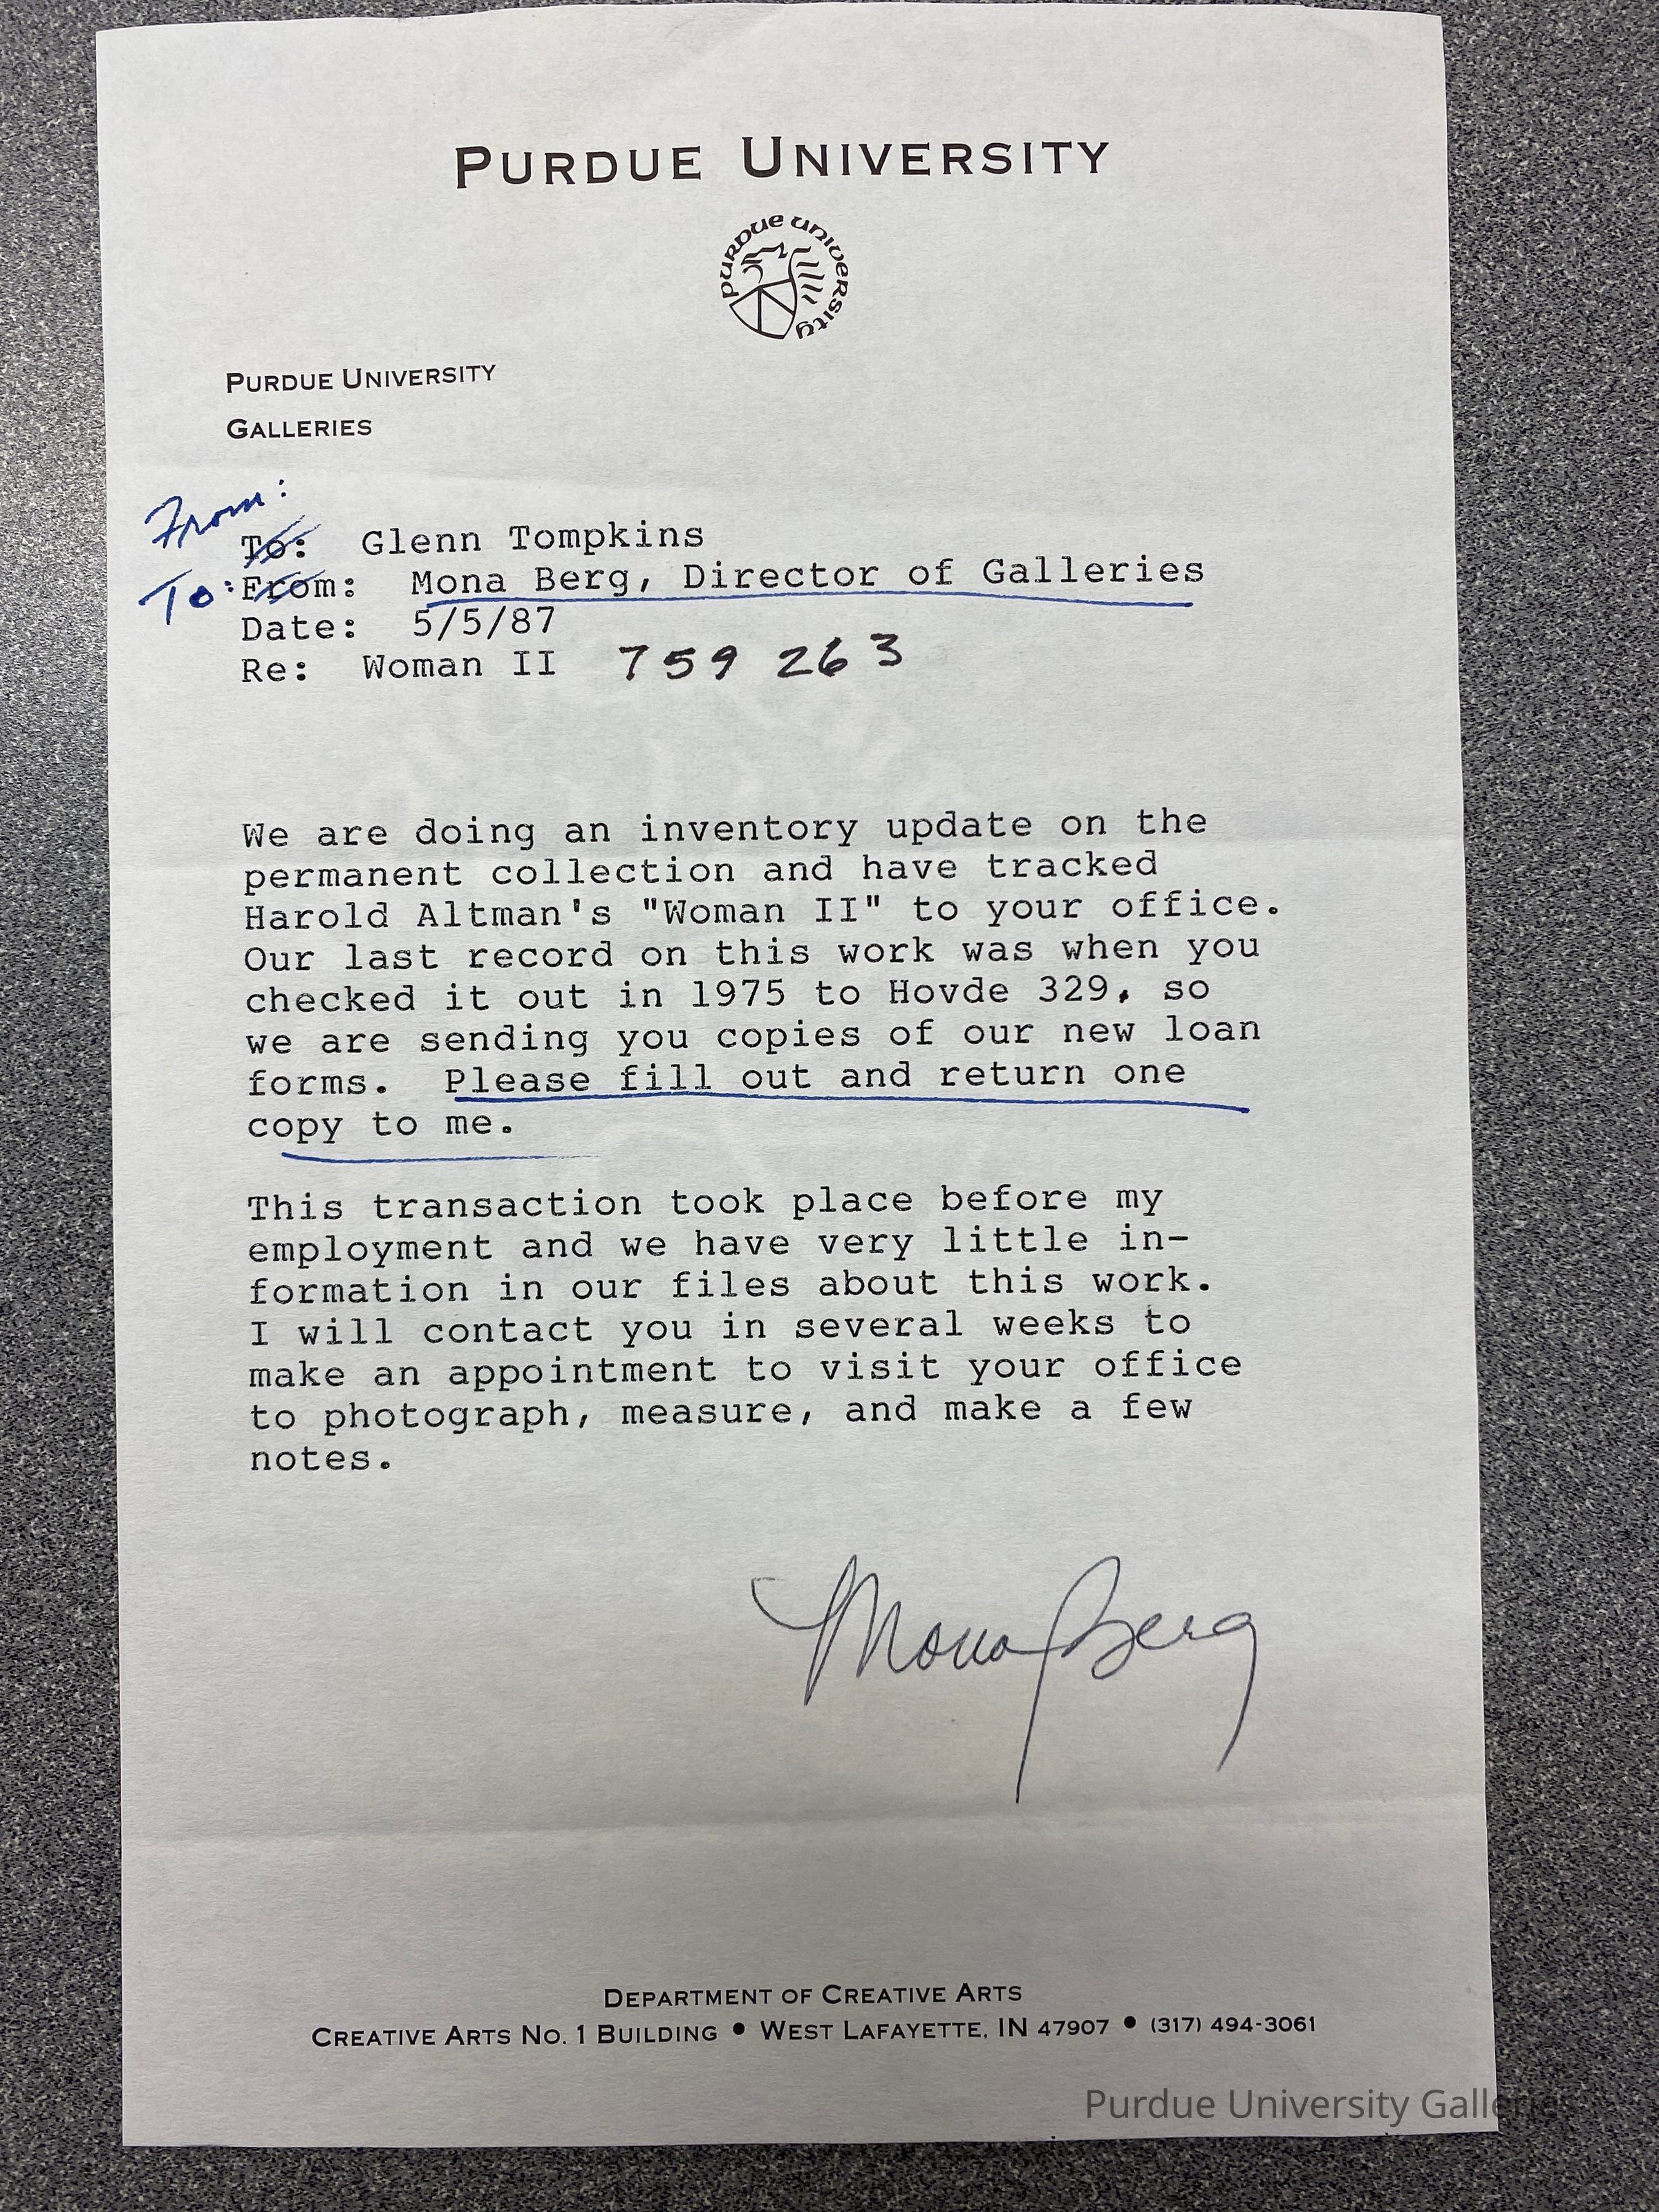 PURDUE UNIVERSITY
PURDUE UNIVERSITY
PURDUE UNIVERSITY
GALLERIES
From:
To: Glenn Tompkins
To: From: Mona Berg, Director of Galleries
Date: 5/5/87
Re: Woman II 759 263
We are doing an inventory update on the
permanent collection and have tracked
Harold Altman's "Woman II" to your office.
Our last record on this work was when you
checked it out in 1975 to Hovde 329, so
we are sending you copies of our new loan
forms. Please fill out and return one
copy to me.
This transaction took place before my
employment and we have very little in-
formation in our files about this work.
I will contact you in several weeks to
make an appointment to visit your office
to photograph, measure, and make a few
notes.
Mona Berg
DEPARTMENT OF CREATIVE ARTS
CREATIVE ARTS NO. 1 BUILDING • WEST LAFAYETTE, IN 47907 • (317) 494-3061
Purdue University Galleries